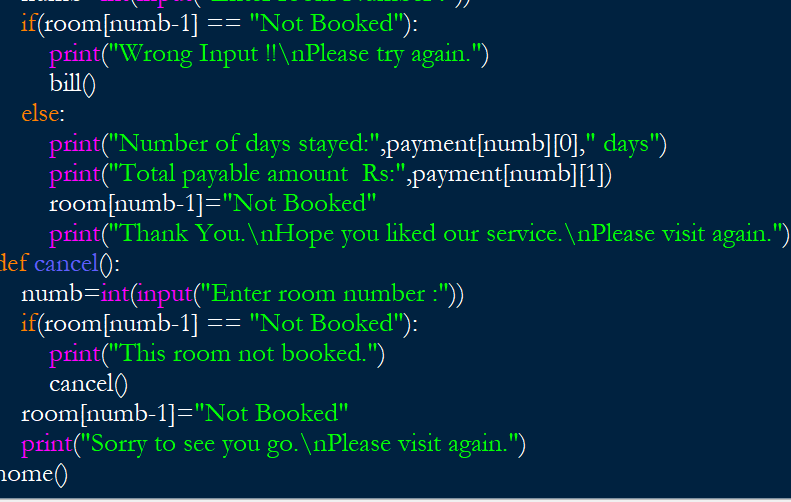 if(room[numb-1] == "Not Booked"):
print("Wrong Input !!\nPlease try again.")
bill()
else:
print("Number of days stayed:",payment[numb][0]," days")
print("Total payable amount  Rs:",payment[numb][1])
room[numb-1]="Not Booked"
print("Thank You.\nHope you liked our service.\nPlease visit again.")
def cancel():
numb=int(input("Enter room number :"))
if(room[numb-1] == "Not Booked"):
print("This room not booked.")
cancel()
room[numb-1]="Not Booked"
print("Sorry to see you go.\nPlease visit again.")
home()